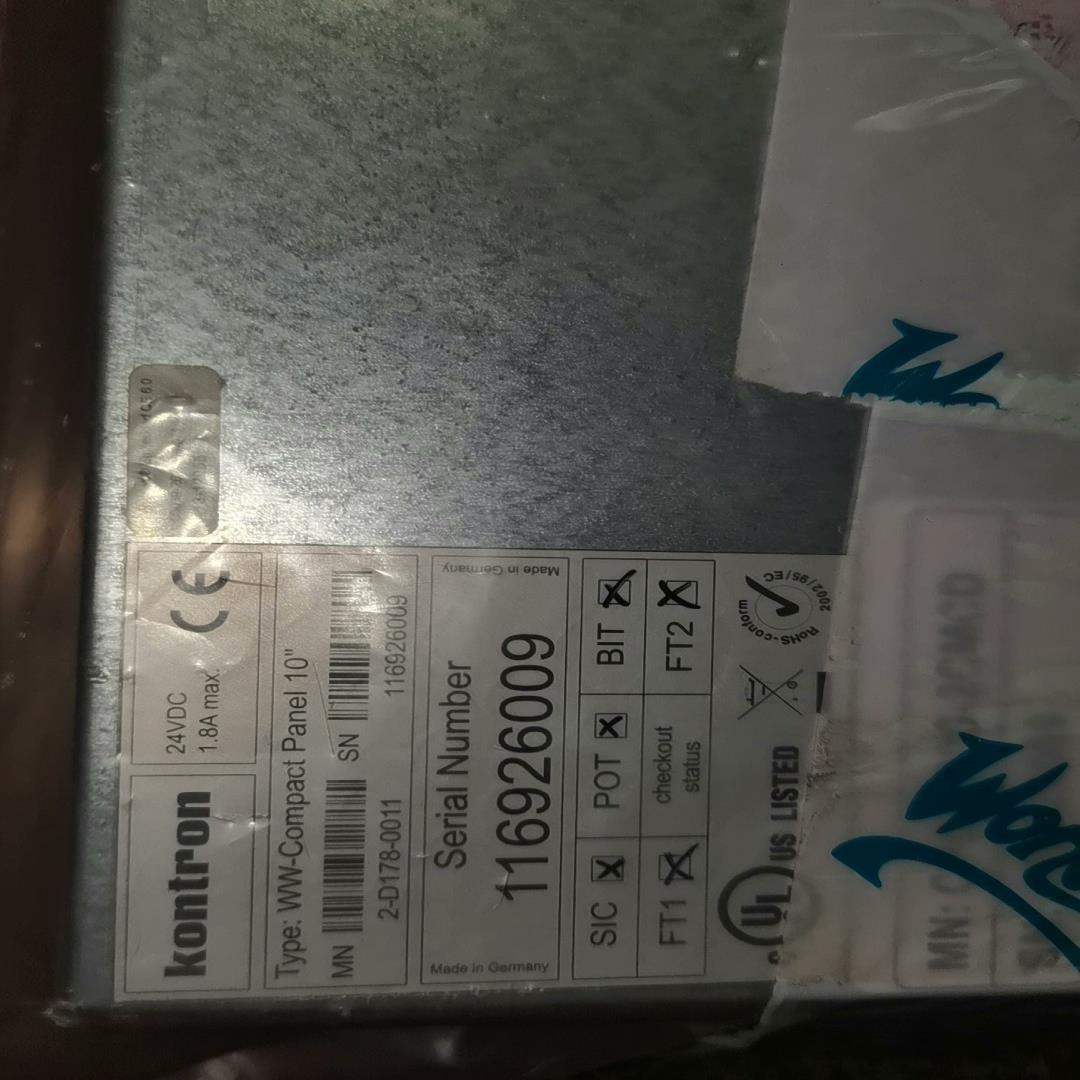 kontron
24VDC
1.8A max.
CE
Type: WW-Compact Panel 10"
MN
SN
2-D178-0011
116926009
Serial Number
116926009
Made in Germany
Made in Germany
SIC
POT
BIT
FT1
checkout
status
FT2
UL
US LISTED
RoHS-conform
2002/95/EC
W
MN: